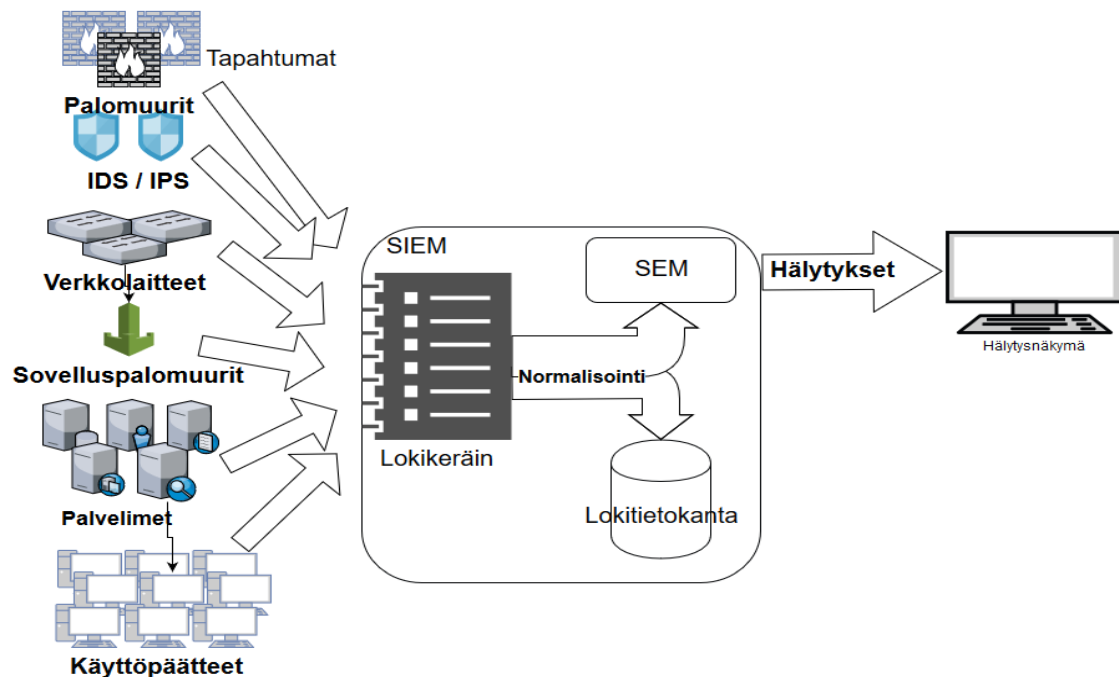 Tapahtumat
Palomuurit
IDS / IPS
Verkkolaitteet
Sovelluspalomuurit
Palvelimet
Käyttöpäätteet
SIEM
SEM
Normalisointi
Lokikeräin
Lokitietokanta
Hälytykset
Hälytysnäkymä